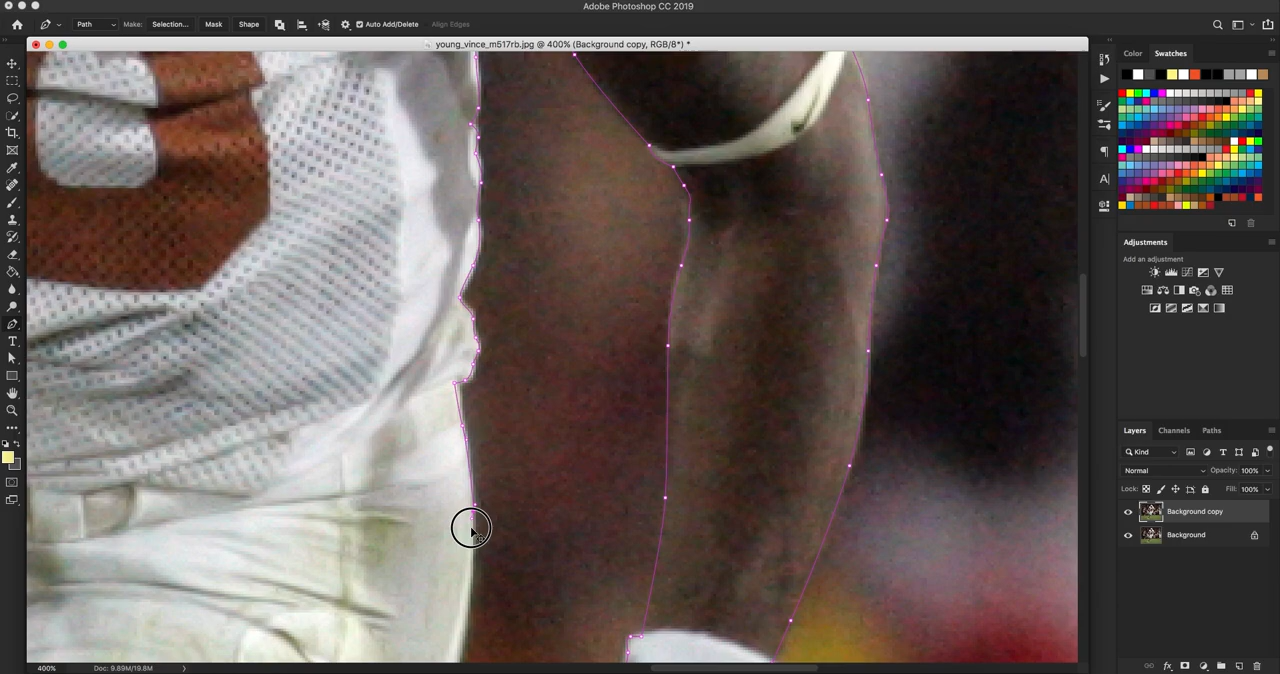 Adobe Photoshop CC 2019
Path Make: Selection... Mask Shape Auto Add/Delete Align Edges
young_vince_m517rb.jpg @ 400% (Background copy, RGB/8*) *
Color Swatches
Adjustments
Add an adjustment
Layers Channels Paths
Kind
Normal Opacity: 100%
Lock: Fill: 100%
Background copy
Background
400% Doc: 9.89M/19.8M